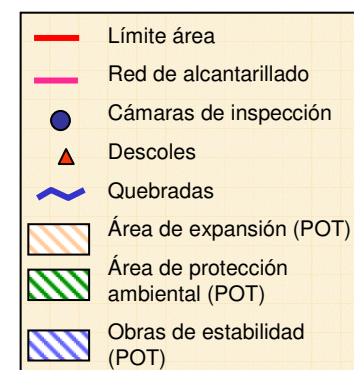 Límite área
Red de alcantarillado
Cámaras de inspección
Descoles
Quebradas
Área de expansión (POT)
Área de protección
ambiental (POT)
Obras de estabilidad
(POT)